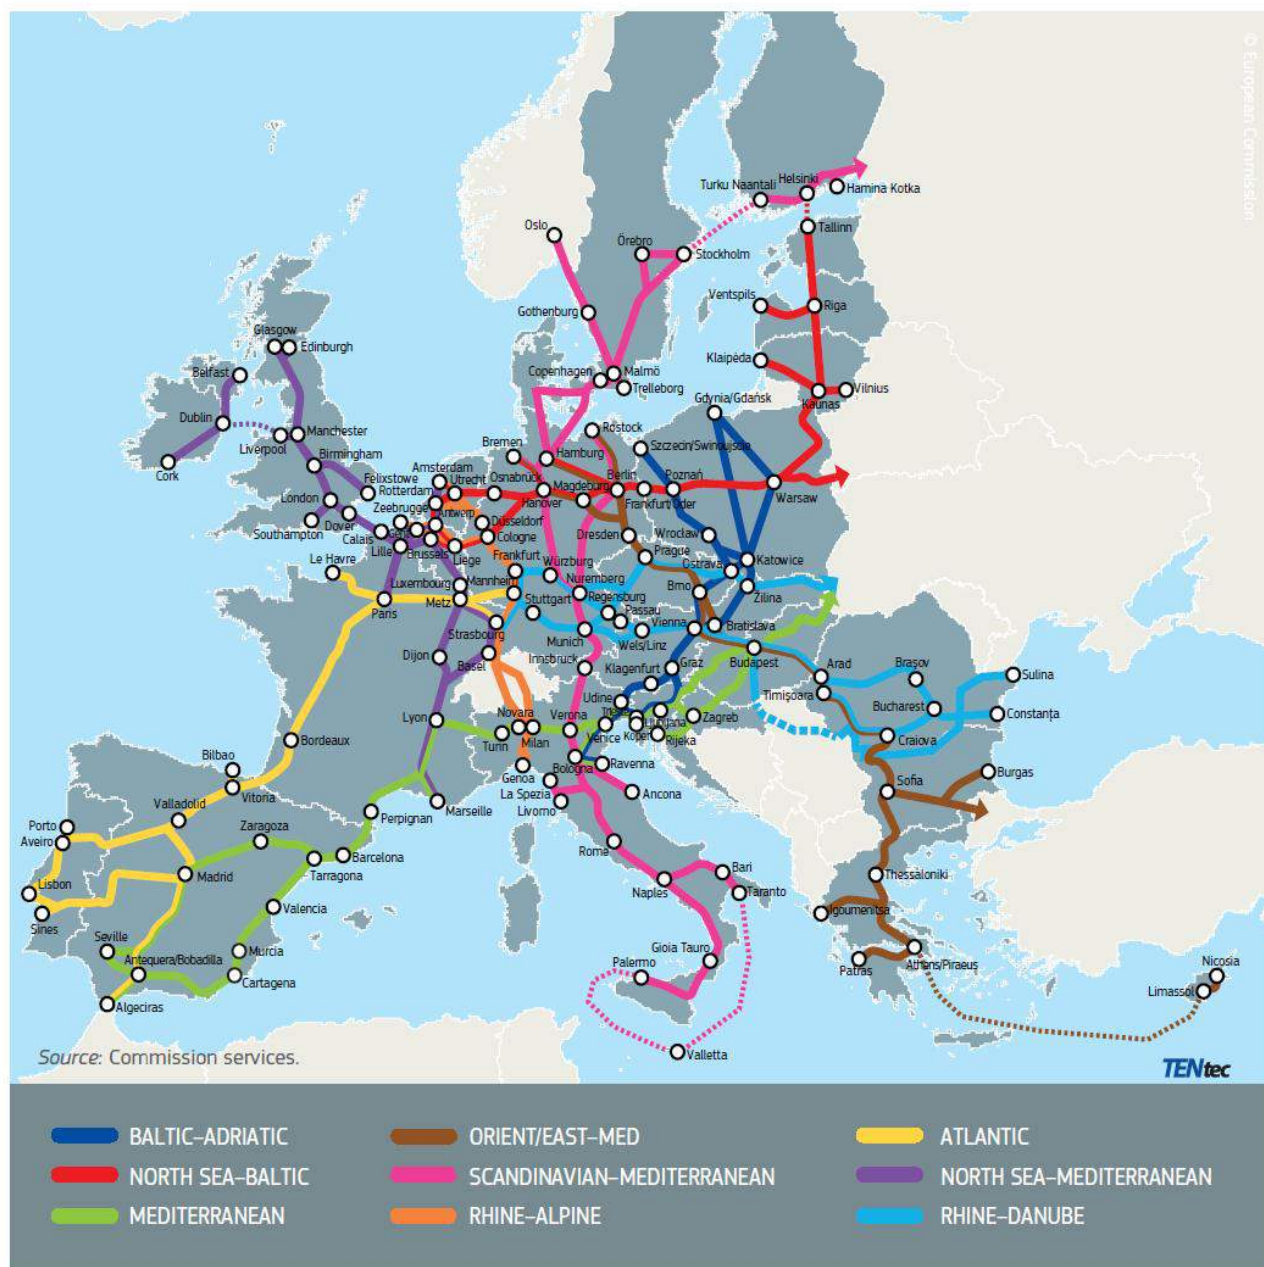 © European Commission
Helsinki
Turku Naantali
Hamina Kotka
Tallinn
Oslo
Örebro
Stockholm
Ventspils
Riga
Gothenburg
Glasgow
Edinburgh
Klaipėda
Belfast
Copenhagen
Malmö
Trelleborg
Vilnius
Kaunas
Gdynia/Gdańsk
Dublin
Rostock
Manchester
Liverpool
Bremen
Szczecin/Swinoujście
Birmingham
Hamburg
Cork
Amsterdam
Felixstowe
Utrecht
Osnabrück
Berlin
Poznań
Magdeburg
Rotterdam
Warsaw
London
Zeebrugge
Hanover
Frankfurt/Oder
Antwerp
Düsseldorf
Southampton
Dover
Calais
Gent
Cologne
Dresden
Wrocław
Lille
Brussels
Liege
Prague
Katowice
Le Havre
Frankfurt
Würzburg
Ostrava
Luxembourg
Mannheim
Nuremberg
Brno
Žilina
Paris
Metz
Stuttgart
Regensburg
Passau
Strasbourg
Vienna
Bratislava
Munich
Wels/Linz
Dijon
Basel
Innsbruck
Klagenfurt
Graz
Budapest
Arad
Braşov
Sulina
Udine
Timişoara
Lyon
Novara
Verona
Trieste
Ljubljana
Zagreb
Bucharest
Constanţa
Turin
Milan
Venice
Koper
Rijeka
Craiova
Bordeaux
Bilbao
Genoa
Bologna
Ravenna
Sofia
Burgas
Vitoria
La Spezia
Ancona
Valladolid
Livorno
Marseille
Porto
Zaragoza
Perpignan
Aveiro
Rome
Barcelona
Tarragona
Madrid
Bari
Thessaloniki
Lisbon
Naples
Taranto
Sines
Valencia
Igoumenitsa
Seville
Murcia
Gioia Tauro
Antequera/Bobadilla
Palermo
Patras
Athens/Piraeus
Nicosia
Cartagena
Limassol
Algeciras
Valletta
Source: Commission services.
TENtec
BALTIC–ADRIATIC
ORIENT/EAST–MED
ATLANTIC
NORTH SEA–BALTIC
SCANDINAVIAN–MEDITERRANEAN
NORTH SEA–MEDITERRANEAN
MEDITERRANEAN
RHINE–ALPINE
RHINE–DANUBE